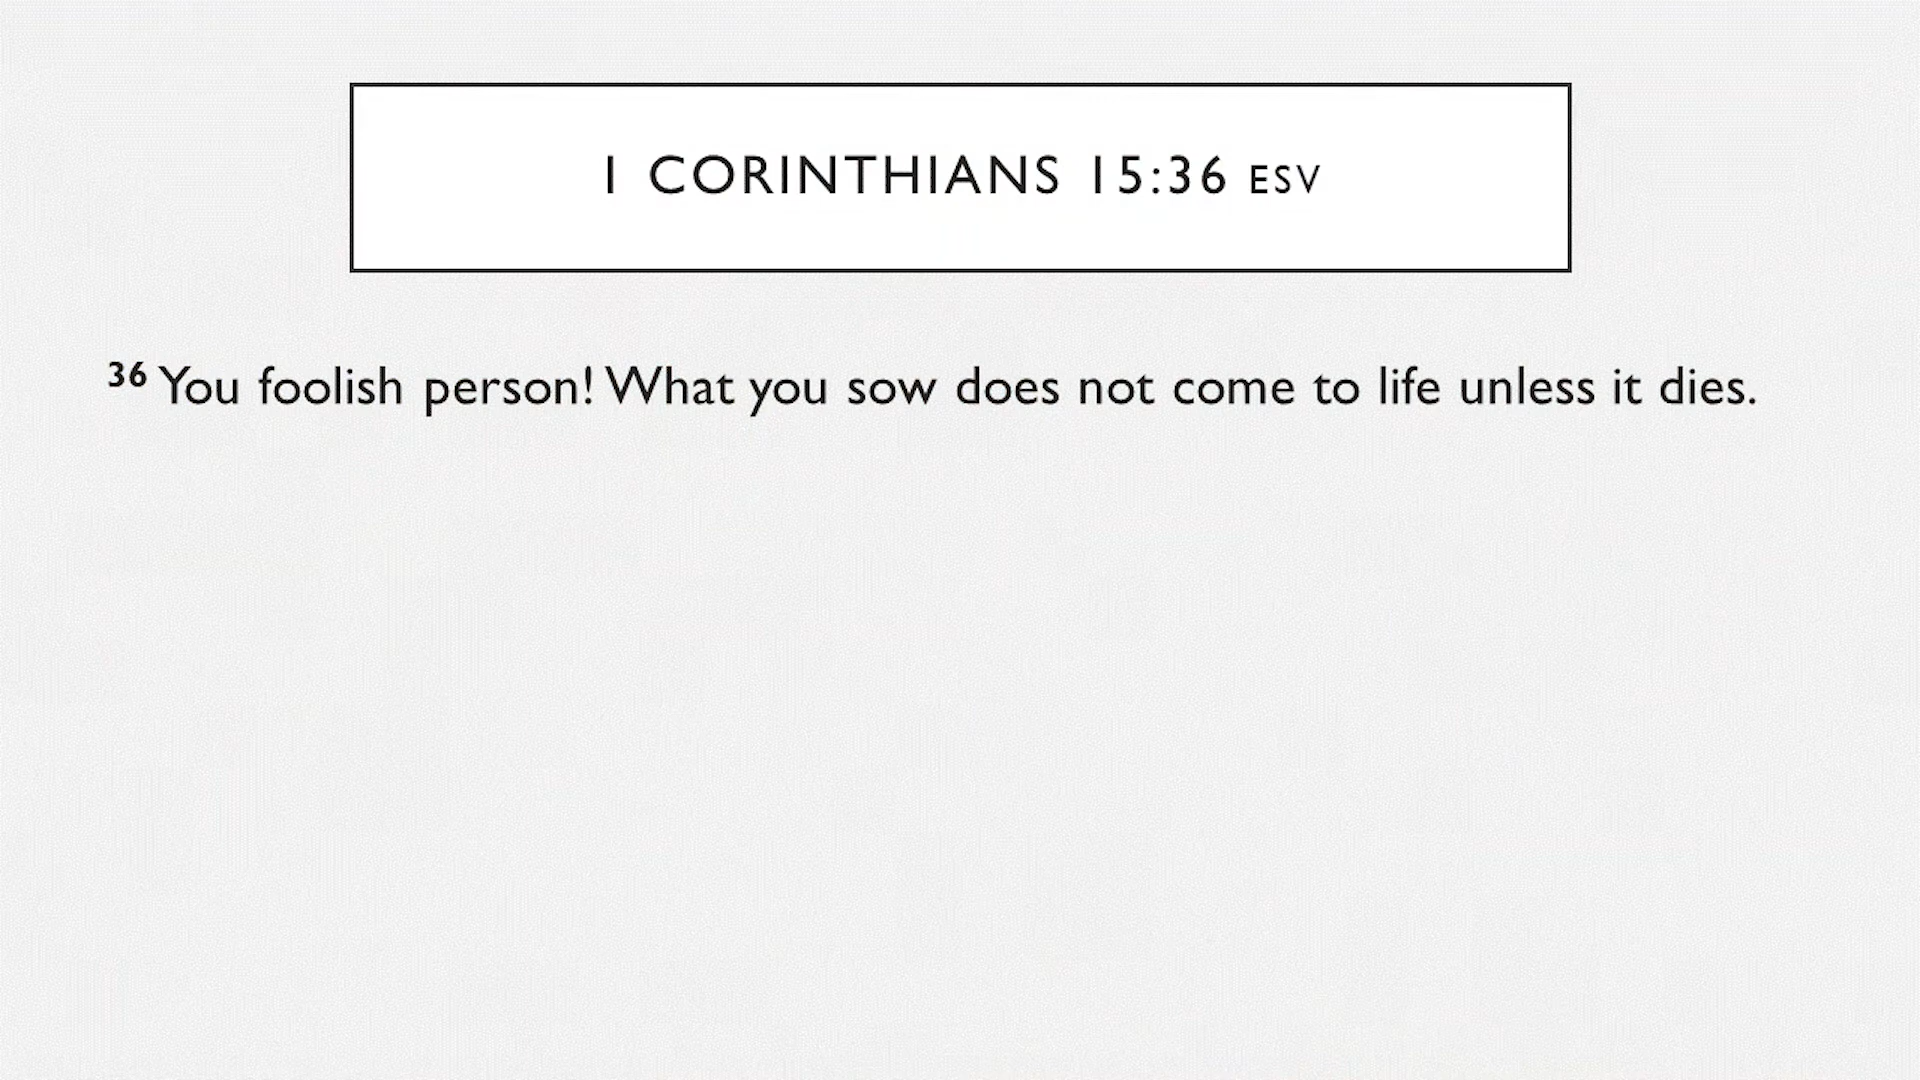 1 CORINTHIANS 15:36 ESV
36 You foolish person! What you sow does not come to life unless it dies.